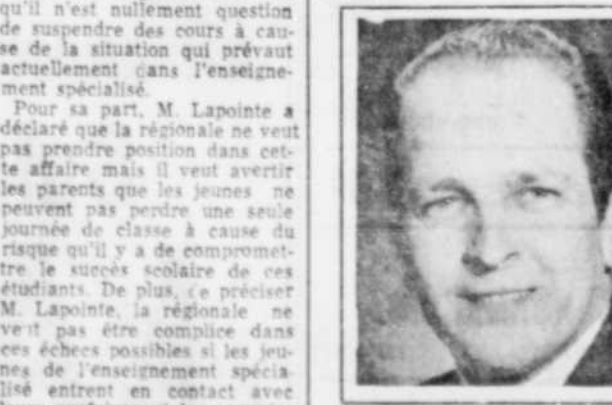 qu'il n'est nullement question
de suspendre des cours à cau-
se de la situation qui prévaut
actuellement dans l'enseigne-
ment spécialisé.
Pour sa part, M. Lapointe a
déclaré que la régionale ne veut
pas prendre position dans cet-
te affaire mais il veut avertir
les parents que les jeunes ne
peuvent pas perdre une seule
journée de classe à cause du
risque qu'il y a de compromet-
tre le succès scolaire de ces
étudiants. De plus, de préciser
M. Lapointe, la régionale ne
veut pas être complice dans
ces échecs possibles si les jeu-
nes de l'enseignement spécia-
lisé entrent en contact avec